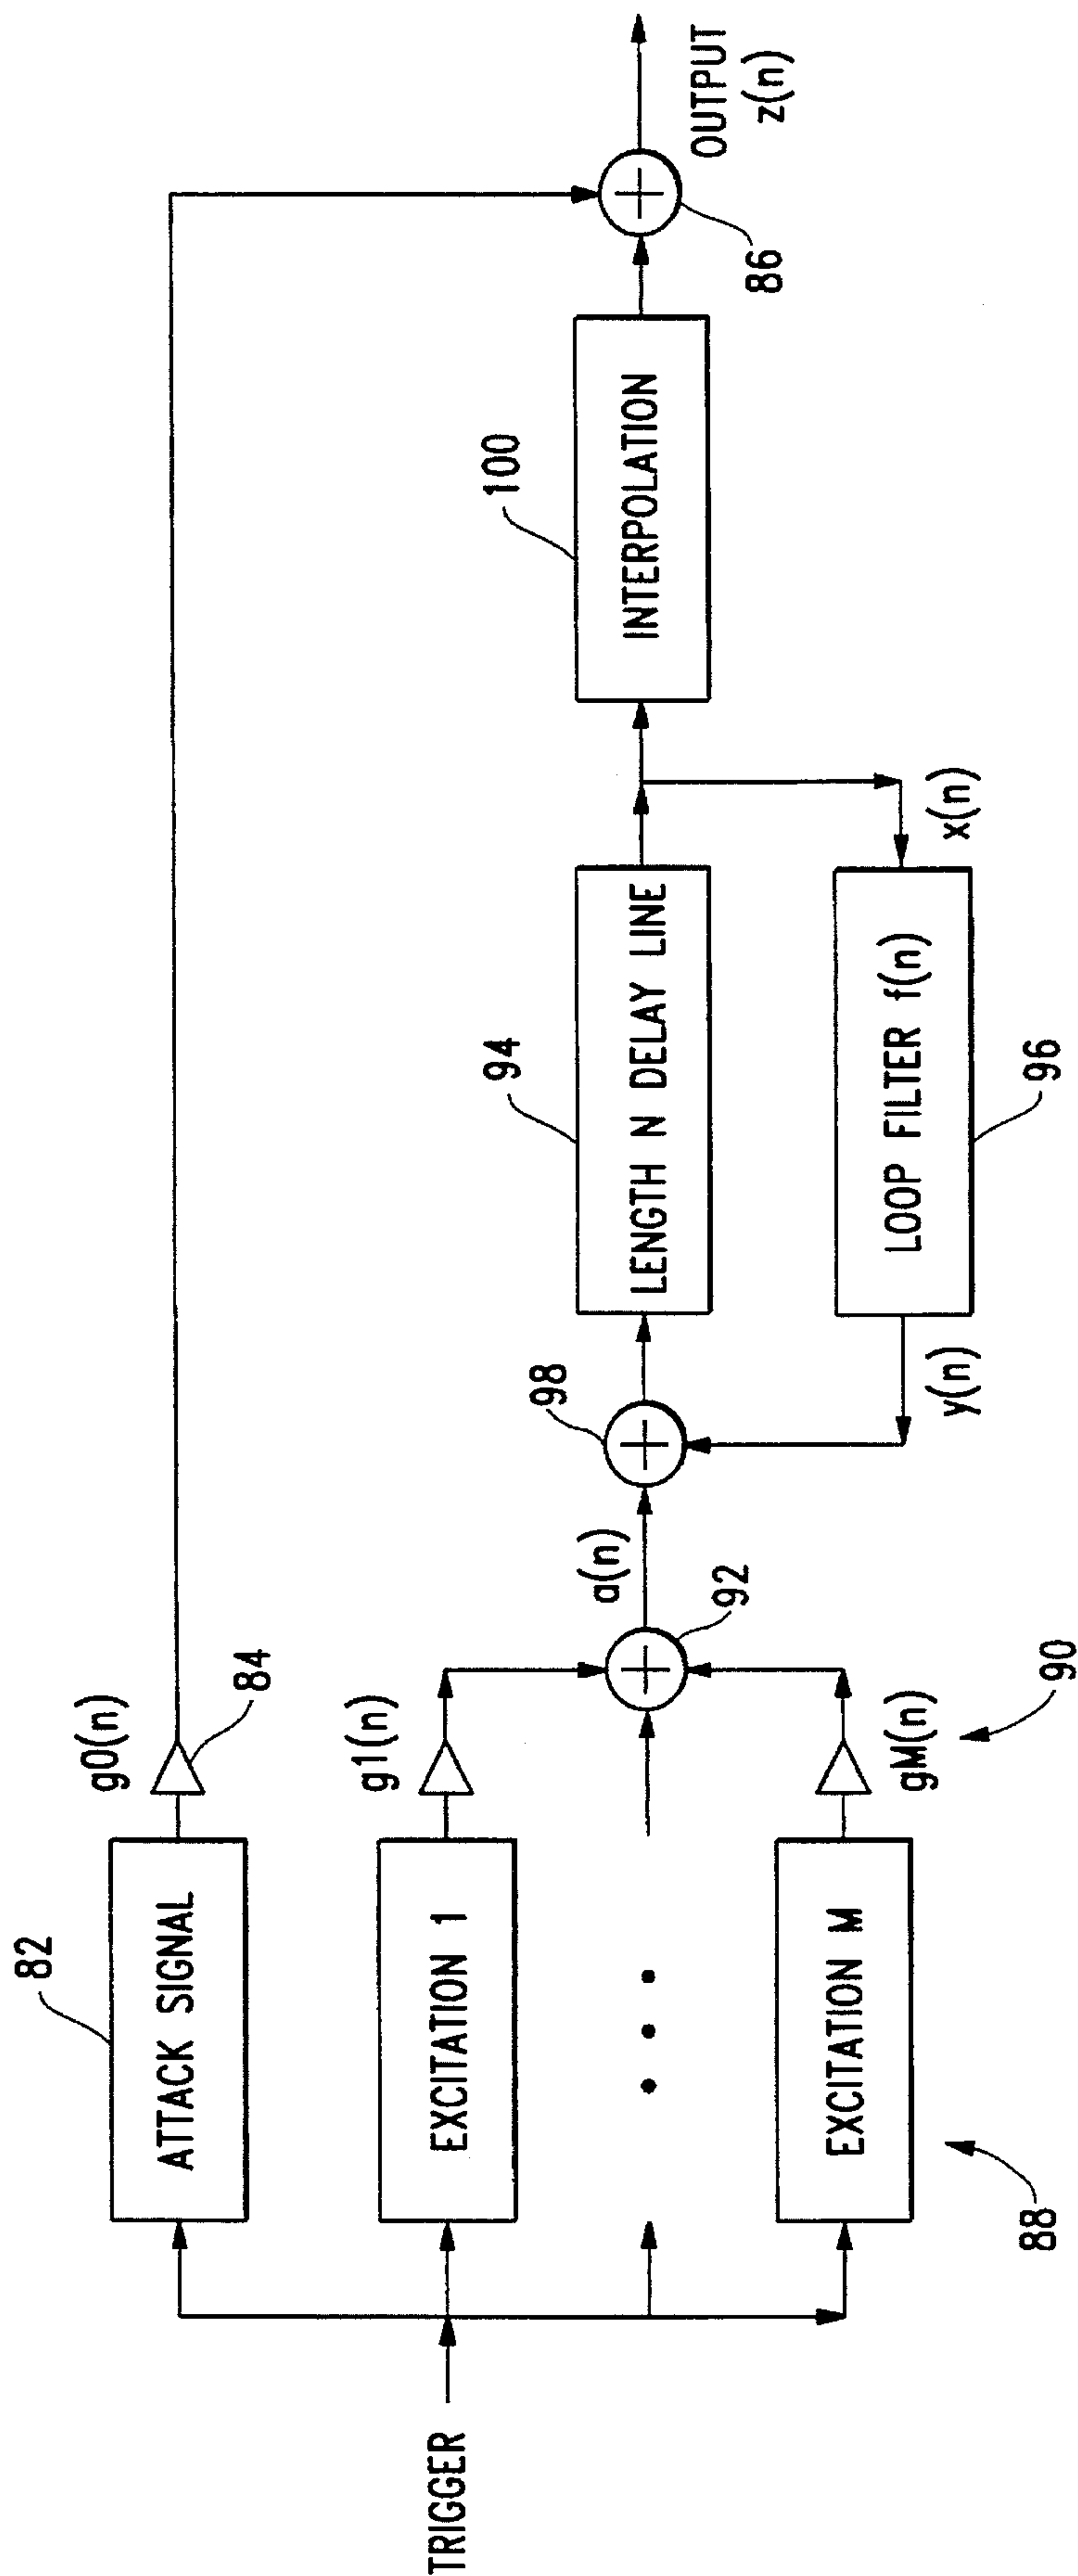 TRIGGER
82
ATTACK SIGNAL
g0(n)
84
EXCITATION 1
g1(n)
EXCITATION M
gM(n)
88
90
92
a(n)
98
94
LENGTH N DELAY LINE
y(n)
LOOP FILTER f(n)
96
x(n)
100
INTERPOLATION
86
OUTPUT
z(n)